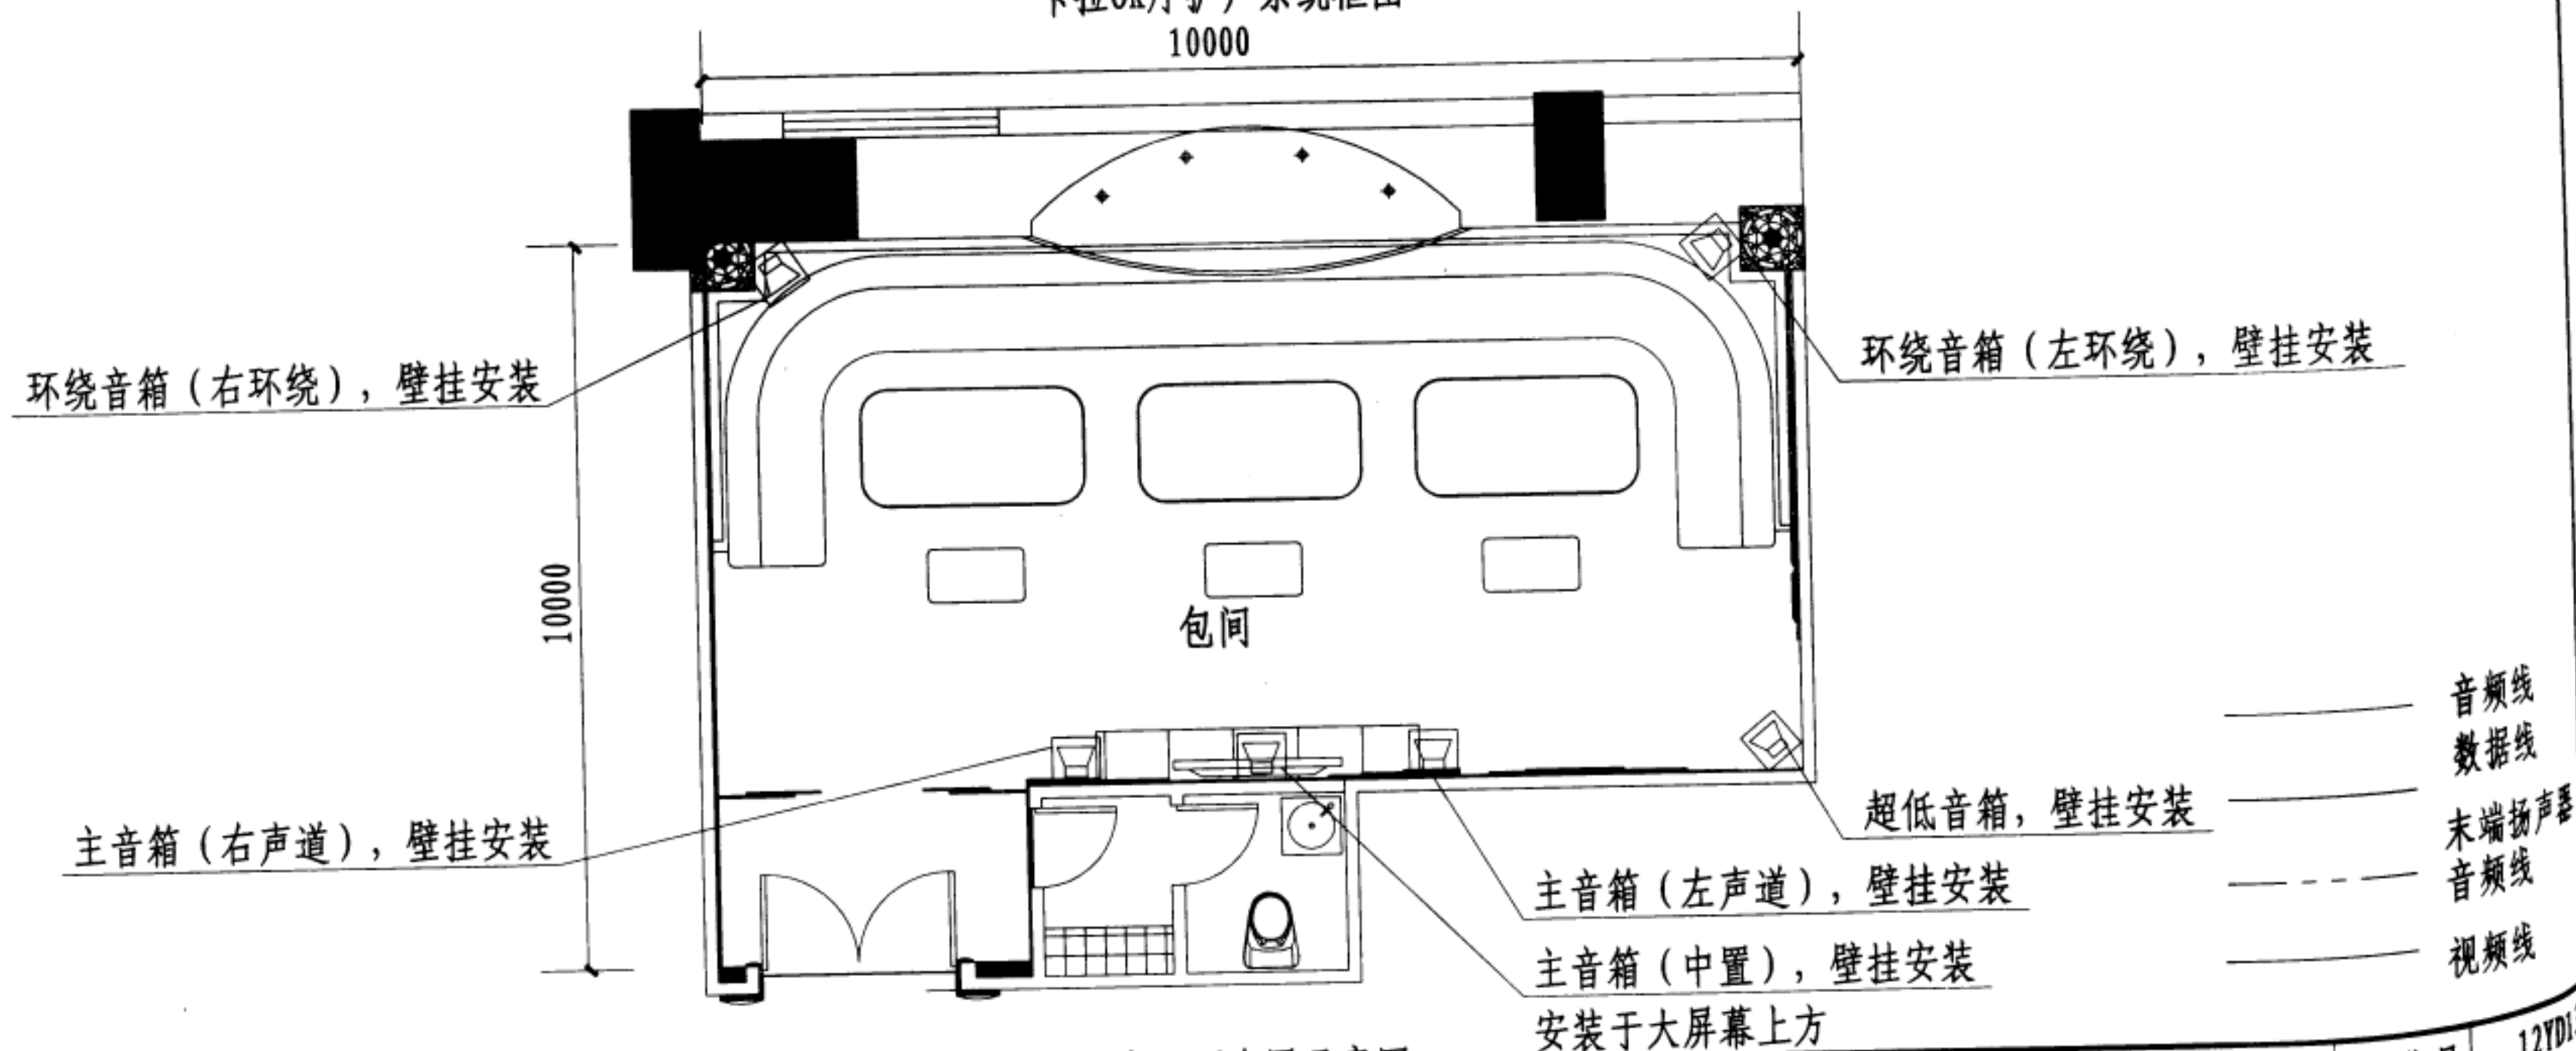 10000
环绕音箱（右环绕），壁挂安装
环绕音箱（左环绕），壁挂安装
10000
包间
主音箱（右声道），壁挂安装
超低音箱，壁挂安装
主音箱（左声道），壁挂安装
主音箱（中置），壁挂安装
安装于大屏幕上方
音频线
数据线
末端扬声器
音频线
视频线